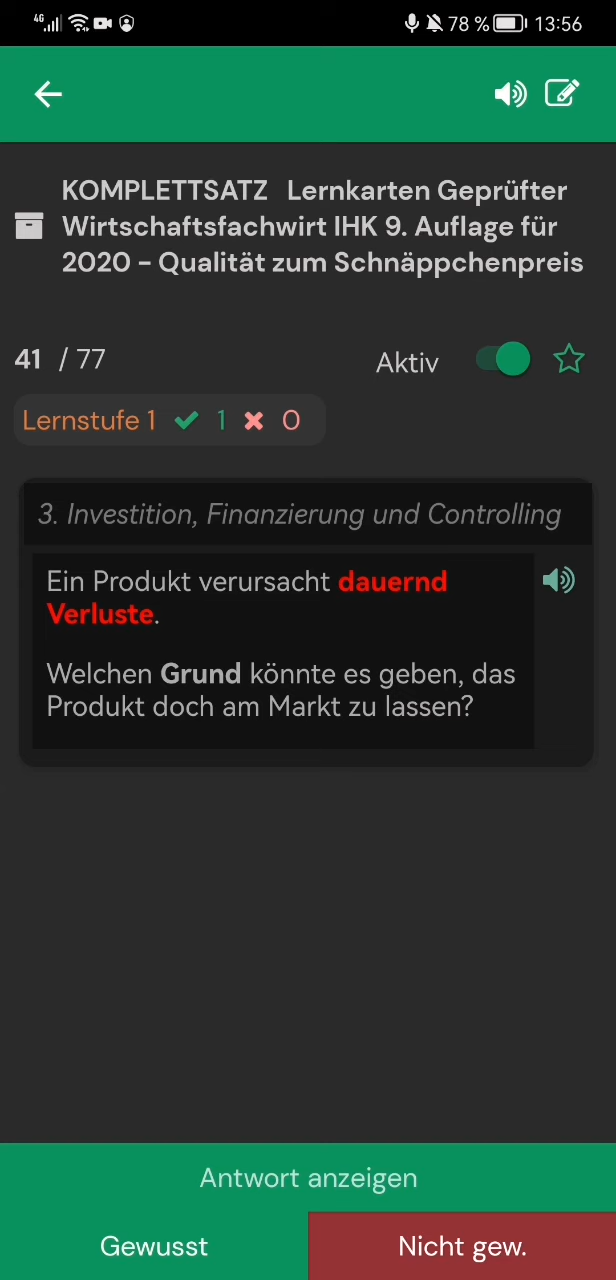 4G 78 % 13:56
KOMPLETTSATZ Lernkarten Geprüfter
Wirtschaftsfachwirt IHK 9. Auflage für
2020 – Qualität zum Schnäppchenpreis
41 / 77 Aktiv
Lernstufe 1 1 0
3. Investition, Finanzierung und Controlling
Ein Produkt verursacht dauernd
Verluste.
Welchen Grund könnte es geben, das
Produkt doch am Markt zu lassen?
Antwort anzeigen
Gewusst Nicht gew.